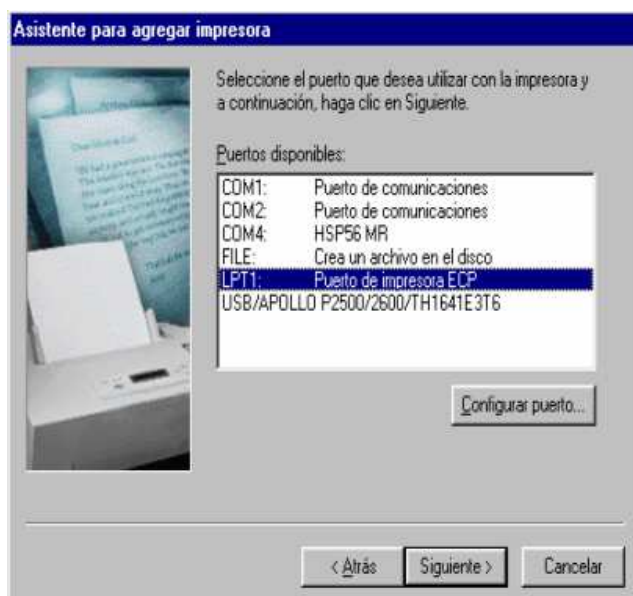 Asistente para agregar impresora
Seleccione el puerto que desea utilizar con la impresora y
a continuación, haga clic en Siguiente.
Puertos disponibles:
COM1: Puerto de comunicaciones
COM2: Puerto de comunicaciones
COM4: HSP56 MR
FILE: Crea un archivo en el disco
LPT1: Puerto de impresora ECP
USB/APOLLO P2500/2600/TH1641E3T6
Configurar puerto...
< Atrás Siguiente > Cancelar